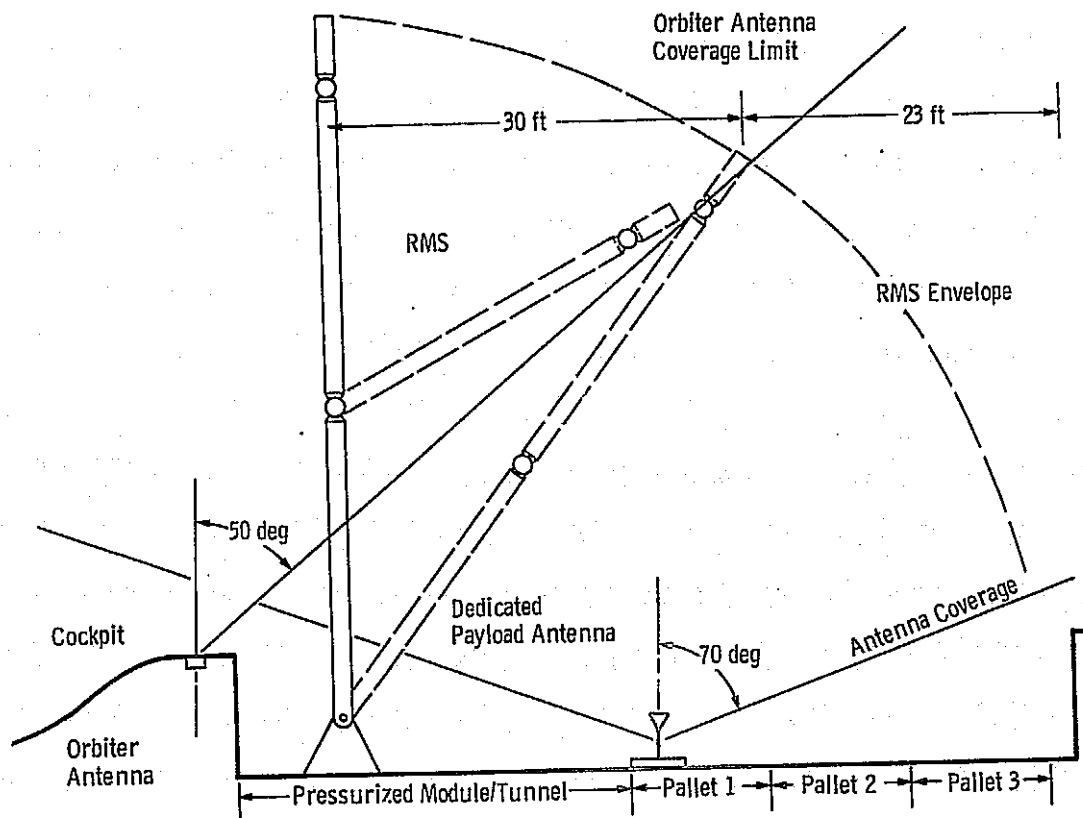 Orbiter Antenna
Coverage Limit
30 ft
23 ft
RMS
RMS Envelope
50 deg
Cockpit
Dedicated
Payload Antenna
70 deg
Antenna Coverage
Orbiter
Antenna
Pressurized Module/Tunnel
Pallet 1
Pallet 2
Pallet 3